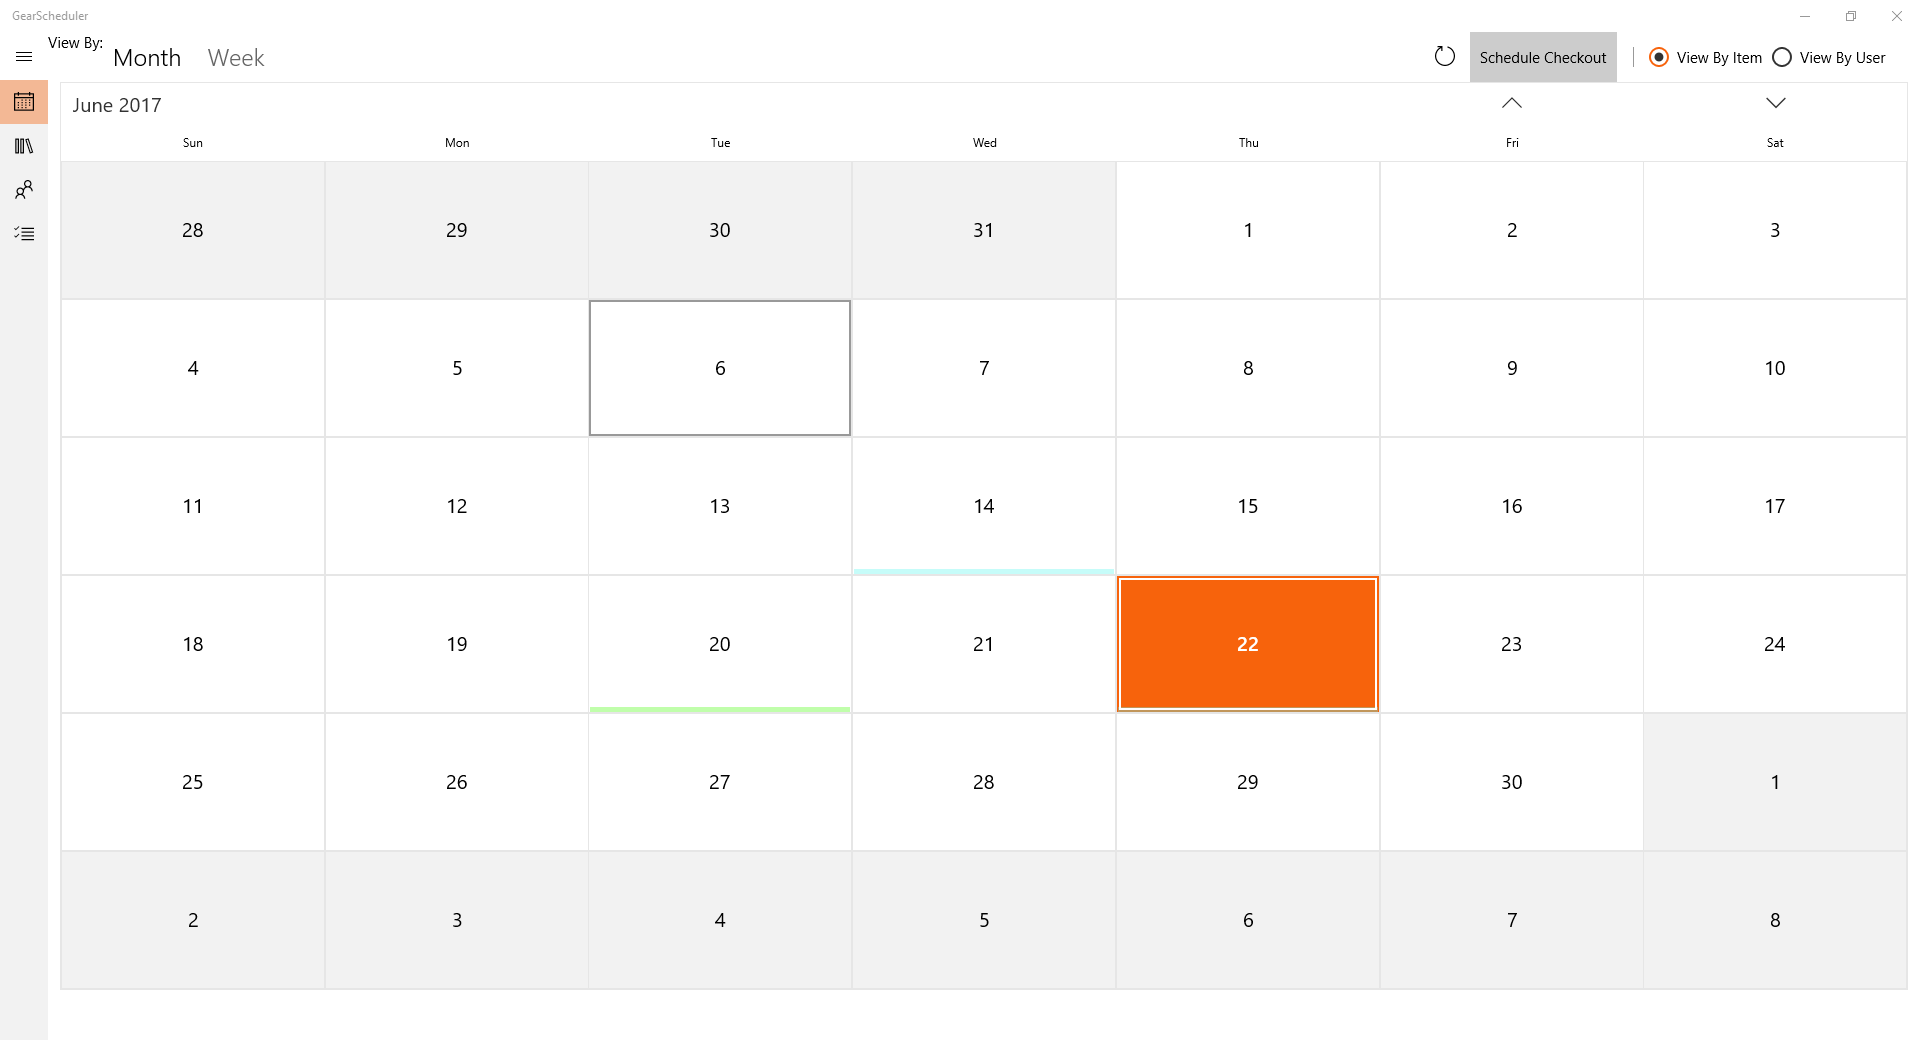 GearScheduler
View By:
Month Week
Schedule Checkout
View By Item
View By User
June 2017
Sun Mon Tue Wed Thu Fri Sat
28 29 30 31 1 2 3
4 5 6 7 8 9 10
11 12 13 14 15 16 17
18 19 20 21 22 23 24
25 26 27 28 29 30 1
2 3 4 5 6 7 8